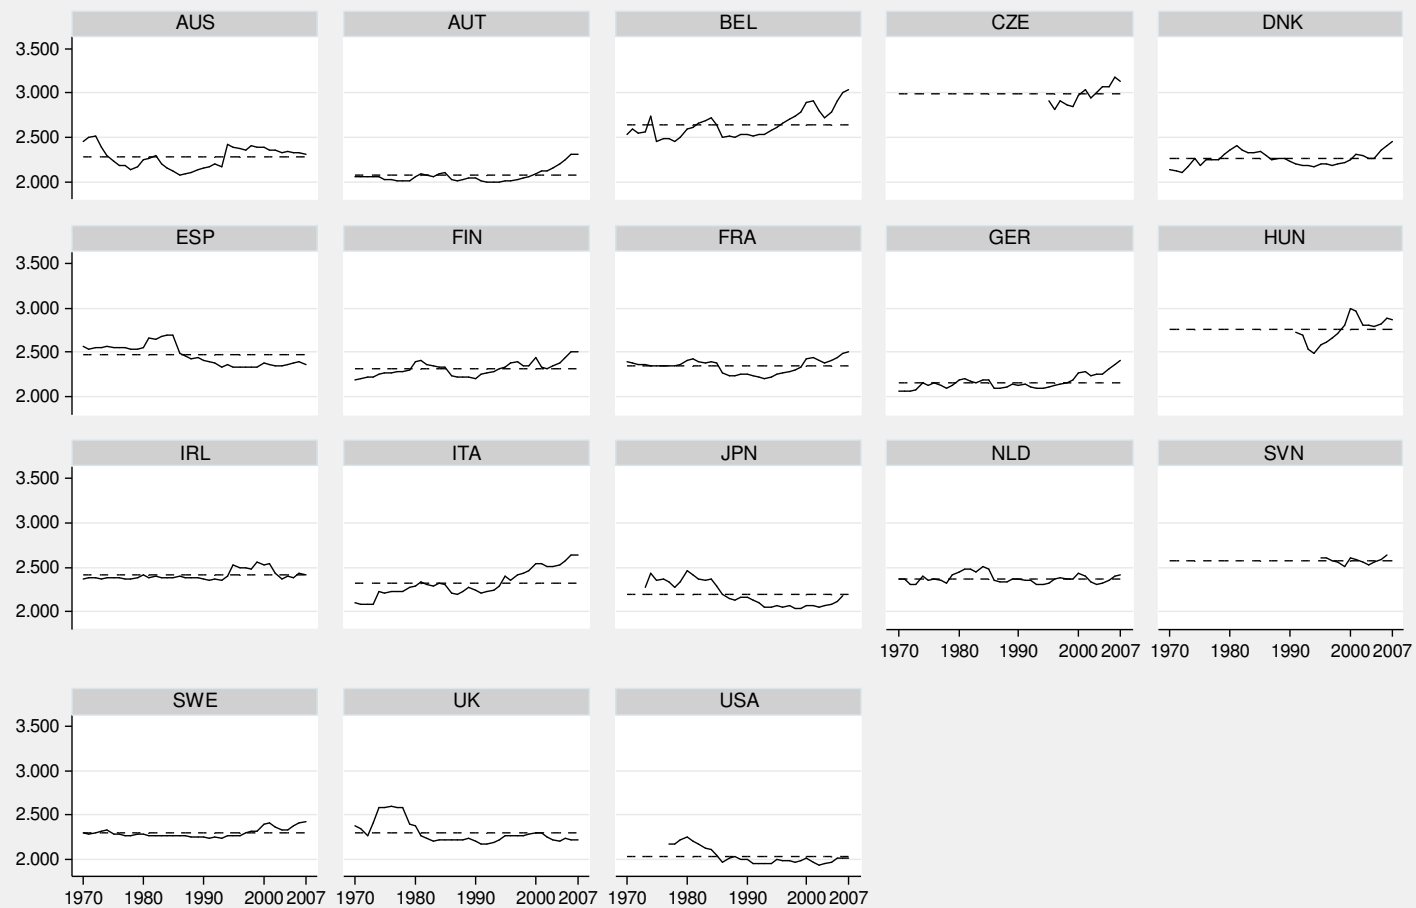 AUS AUT BEL CZE DNK
3.500
3.000
2.500
2.000
ESP FIN FRA GER HUN
3.500
3.000
2.500
2.000
IRL ITA JPN NLD SVN
3.500
3.000
2.500
2.000
1970 1980 1990 2000 2007 1970 1980 1990 2000 2007
SWE UK USA
3.500
3.000
2.500
2.000
1970 1980 1990 2000 2007 1970 1980 1990 2000 2007 1970 1980 1990 2000 2007